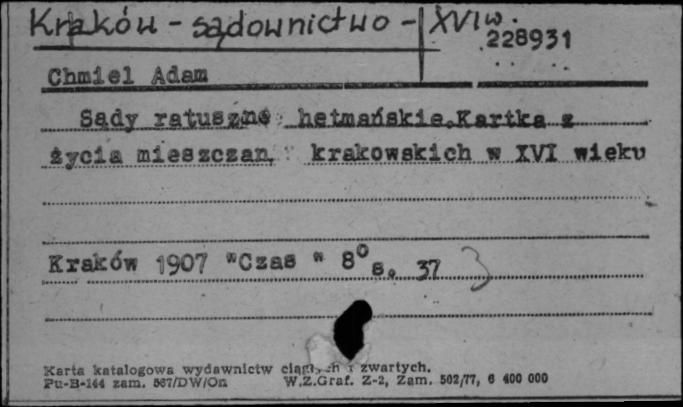 Kraków - sądownictwo - XVI w.
228931
Chmiel Adam
Sądy ratuszne hetmańskie.Kartka z
życia mieszczan, krakowskich w XVI wieku
Kraków 1907 "Czas " 8° s. 37
Karta katalogowa wydawnictw ciągłych i zwartych.
Pu-B-144 zam. 567/DW/On W.Z.Graf. Z-2, Zam. 502/77, 6 400 000